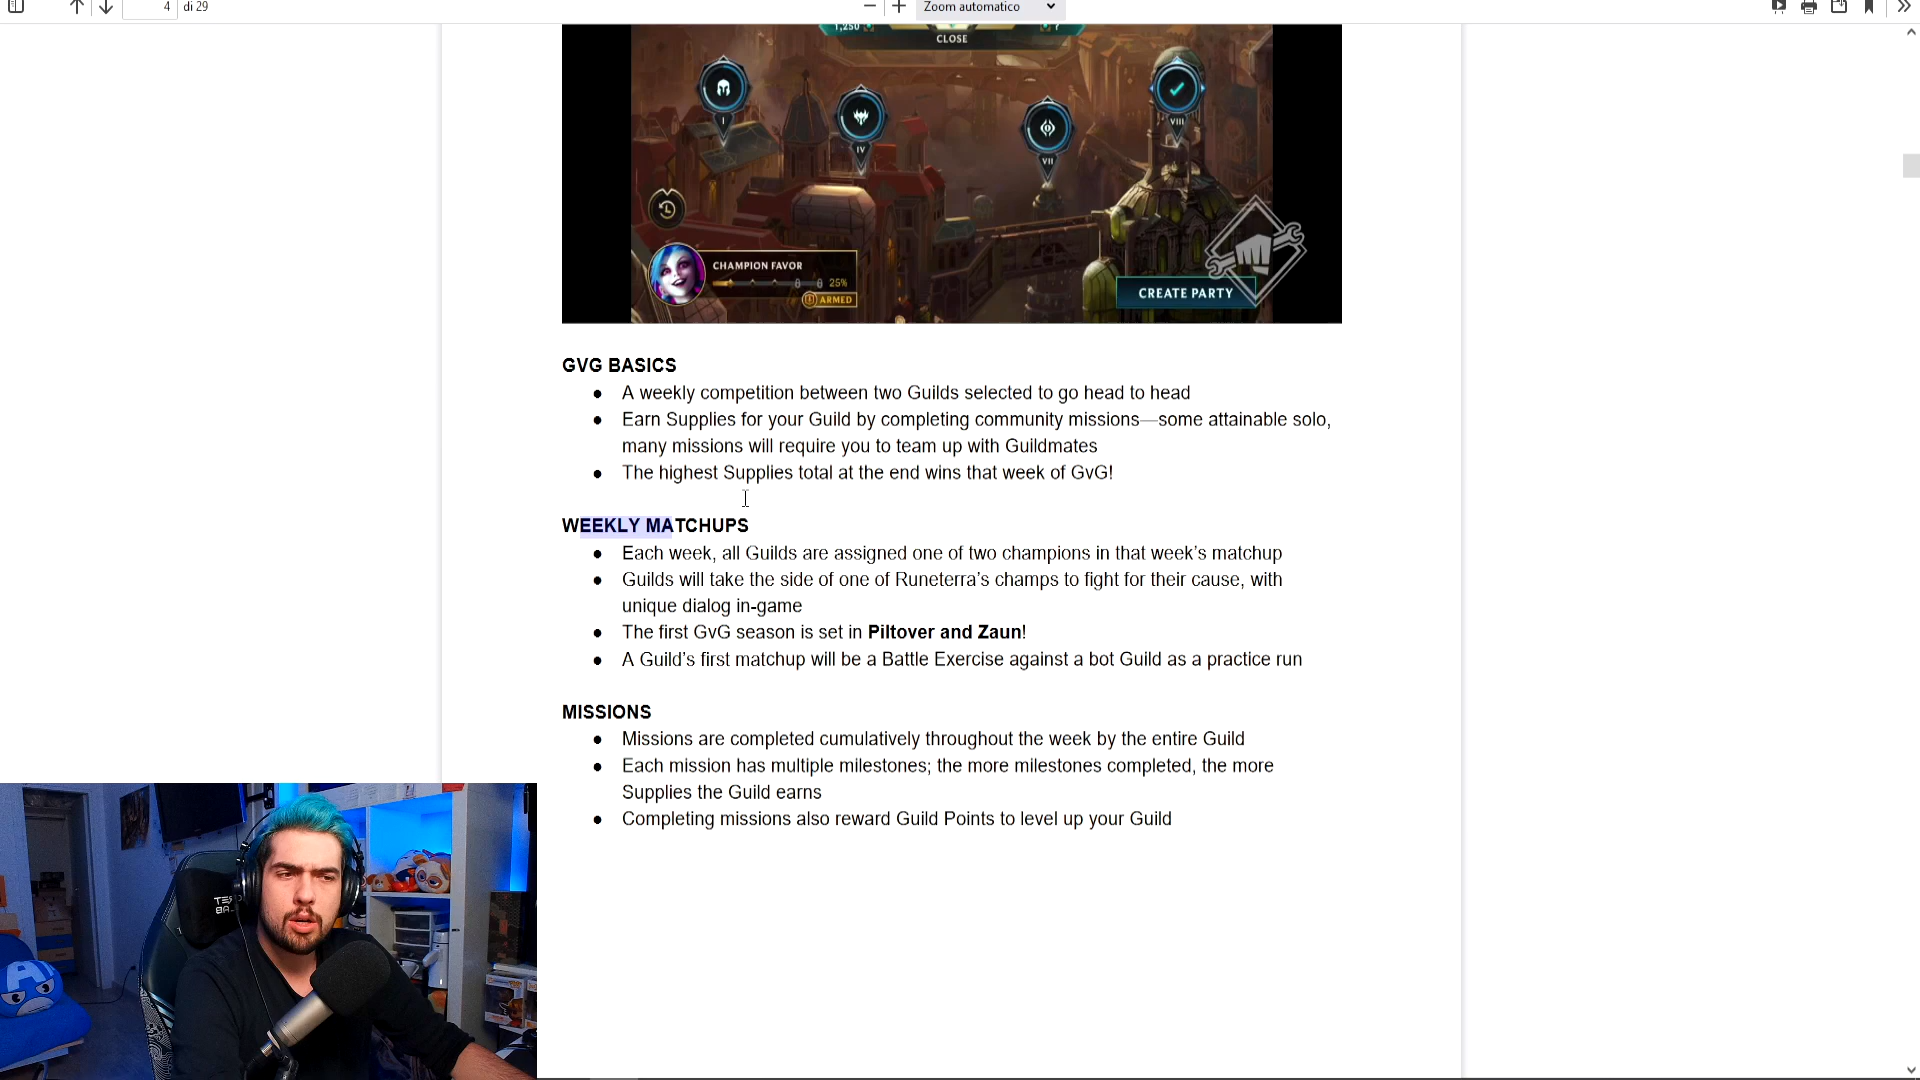 4 di 29 Zoom automatico
1,250 ?
CLOSE
I
IV
VII
VIII
CHAMPION FAVOR
25%
ARMED
CREATE PARTY
GVG BASICS
● A weekly competition between two Guilds selected to go head to head
● Earn Supplies for your Guild by completing community missions—some attainable solo,
many missions will require you to team up with Guildmates
● The highest Supplies total at the end wins that week of GvG!
WEEKLY MATCHUPS
● Each week, all Guilds are assigned one of two champions in that week’s matchup
● Guilds will take the side of one of Runeterra’s champs to fight for their cause, with
unique dialog in-game
● The first GvG season is set in Piltover and Zaun!
● A Guild’s first matchup will be a Battle Exercise against a bot Guild as a practice run
MISSIONS
● Missions are completed cumulatively throughout the week by the entire Guild
● Each mission has multiple milestones; the more milestones completed, the more
Supplies the Guild earns
● Completing missions also reward Guild Points to level up your Guild